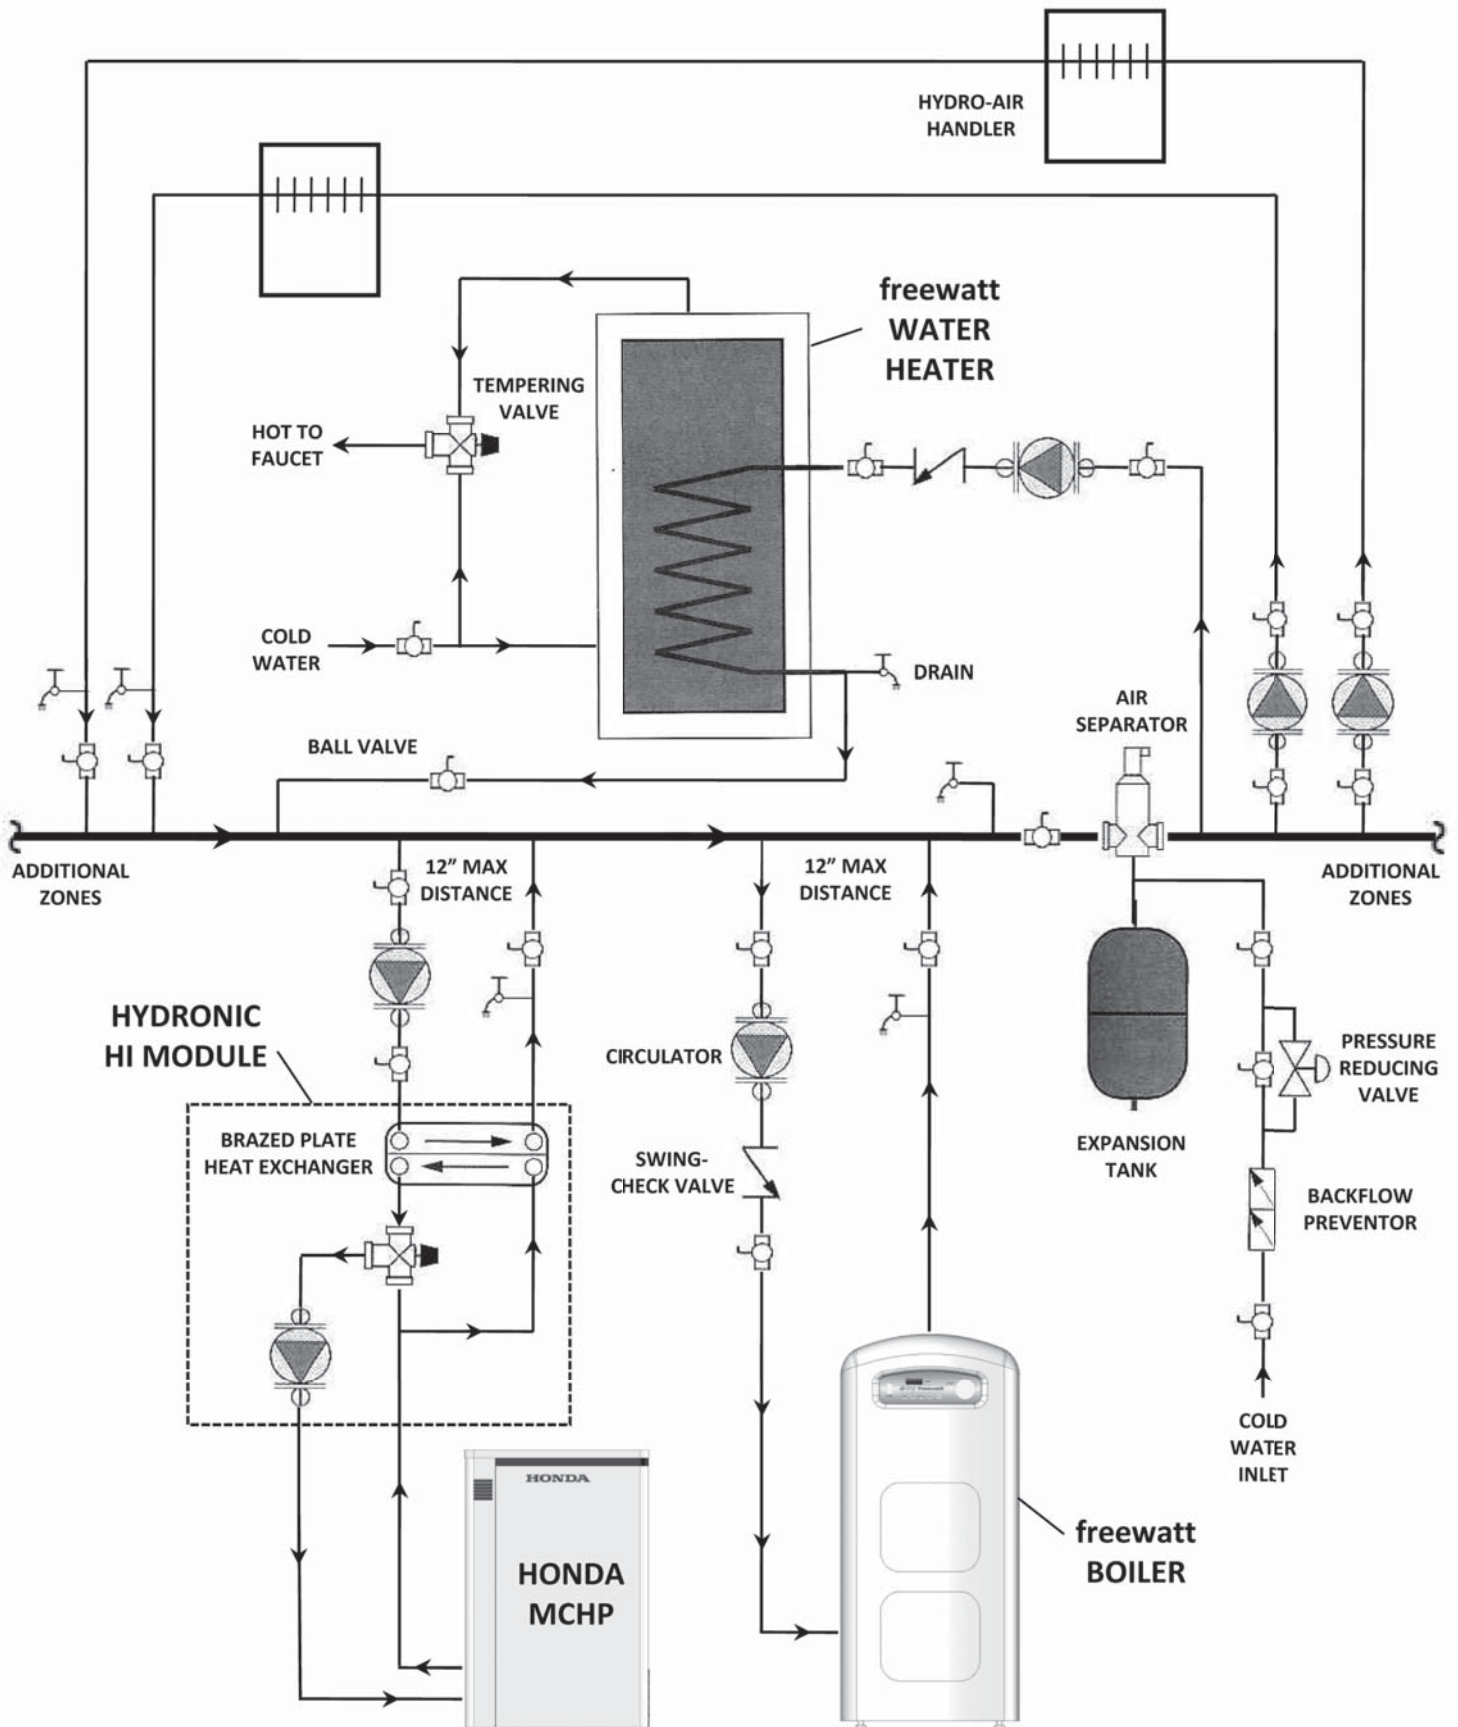 HYDRO-AIR
HANDLER
freewatt
WATER
HEATER
TEMPERING
VALVE
HOT TO
FAUCET
COLD
WATER
DRAIN
AIR
SEPARATOR
BALL VALVE
ADDITIONAL
ZONES
12” MAX
DISTANCE
12” MAX
DISTANCE
ADDITIONAL
ZONES
HYDRONIC
HI MODULE
CIRCULATOR
PRESSURE
REDUCING
VALVE
BRAZED PLATE
HEAT EXCHANGER
SWING-
CHECK VALVE
EXPANSION
TANK
BACKFLOW
PREVENTOR
COLD
WATER
INLET
HONDA
HONDA
MCHP
freewatt
BOILER